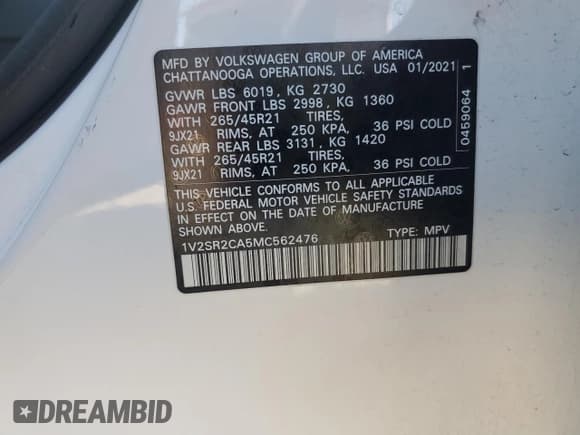 MFD BY VOLKSWAGEN GROUP OF AMERICA
CHATTANOOGA OPERATIONS, LLC. USA 01/2021
GVWR LBS 6019, KG 2730
GAWR FRONT LBS 2998, KG 1360
WITH 265/45R21 TIRES,
9JX21 RIMS, AT 250 KPA, 36 PSI COLD
GAWR REAR LBS 3131, KG 1420
WITH 265/45R21 TIRES,
9JX21 RIMS, AT 250 KPA, 36 PSI COLD
THIS VEHICLE CONFORMS TO ALL APPLICABLE
U.S. FEDERAL MOTOR VEHICLE SAFETY STANDARDS
IN EFFECT ON THE DATE OF MANUFACTURE
SHOWN ABOVE.
1V2SR2CA5MC562476 TYPE: MPV
0459064 1
DREAMBID